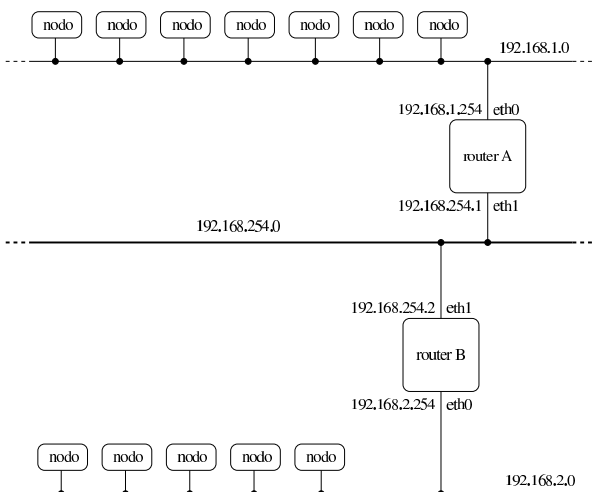 nodo nodo nodo nodo nodo nodo nodo
192.168.1.0
192.168.1.254 eth0
router A
192.168.254.1 eth1
192.168.254.0
192.168.254.2 eth1
router B
192.168.2.254 eth0
nodo nodo nodo nodo nodo
192.168.2.0